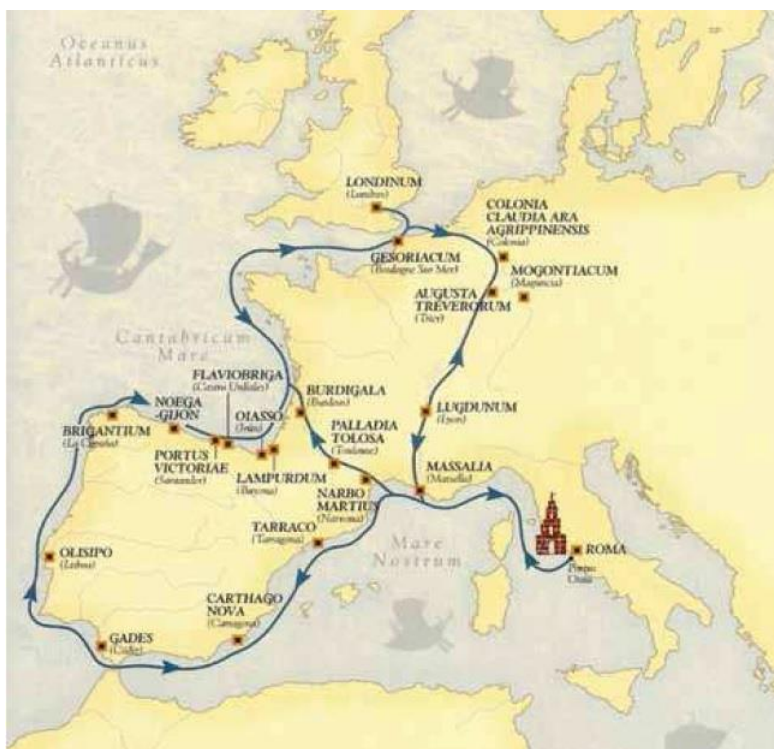 Oceanus
Atlanticus
LONDINUM
(Londres)
COLONIA
CLAUDIA ARA
AGRIPPINENSIS
(Colonia)
GESORIACUM
(Boulogne Sur Mer)
MOGONTIACUM
(Maguncia)
AUGUSTA
TREVERORUM
(Trier)
Cantabricum
Mare
FLAVIOBRIGA
(Castro Urdiales)
NOEGA
-GIJON
OIASSO
(Irún)
BURDIGALA
(Burdeos)
LUGDUNUM
(Lyon)
BRIGANTIUM
(La Coruña)
PALLADIA
TOLOSA
(Toulouse)
PORTUS
VICTORIAE
(Santander)
LAMPURDUM
(Bayona)
MASSALIA
(Marsella)
NARBO
MARTIUS
(Narbona)
TARRACO
(Tarragona)
Mare
Nostrum
ROMA
Ostia
OLISIPO
(Lisboa)
CARTHAGO
NOVA
(Cartagena)
GADES
(Cádiz)